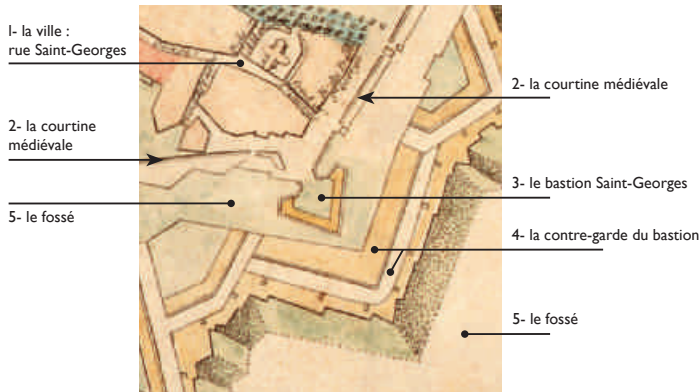 1- la ville :
rue Saint-Georges
2- la courtine médiévale
2- la courtine
médiévale
3- le bastion Saint-Georges
5- le fossé
4- la contre-garde du bastion
5- le fossé